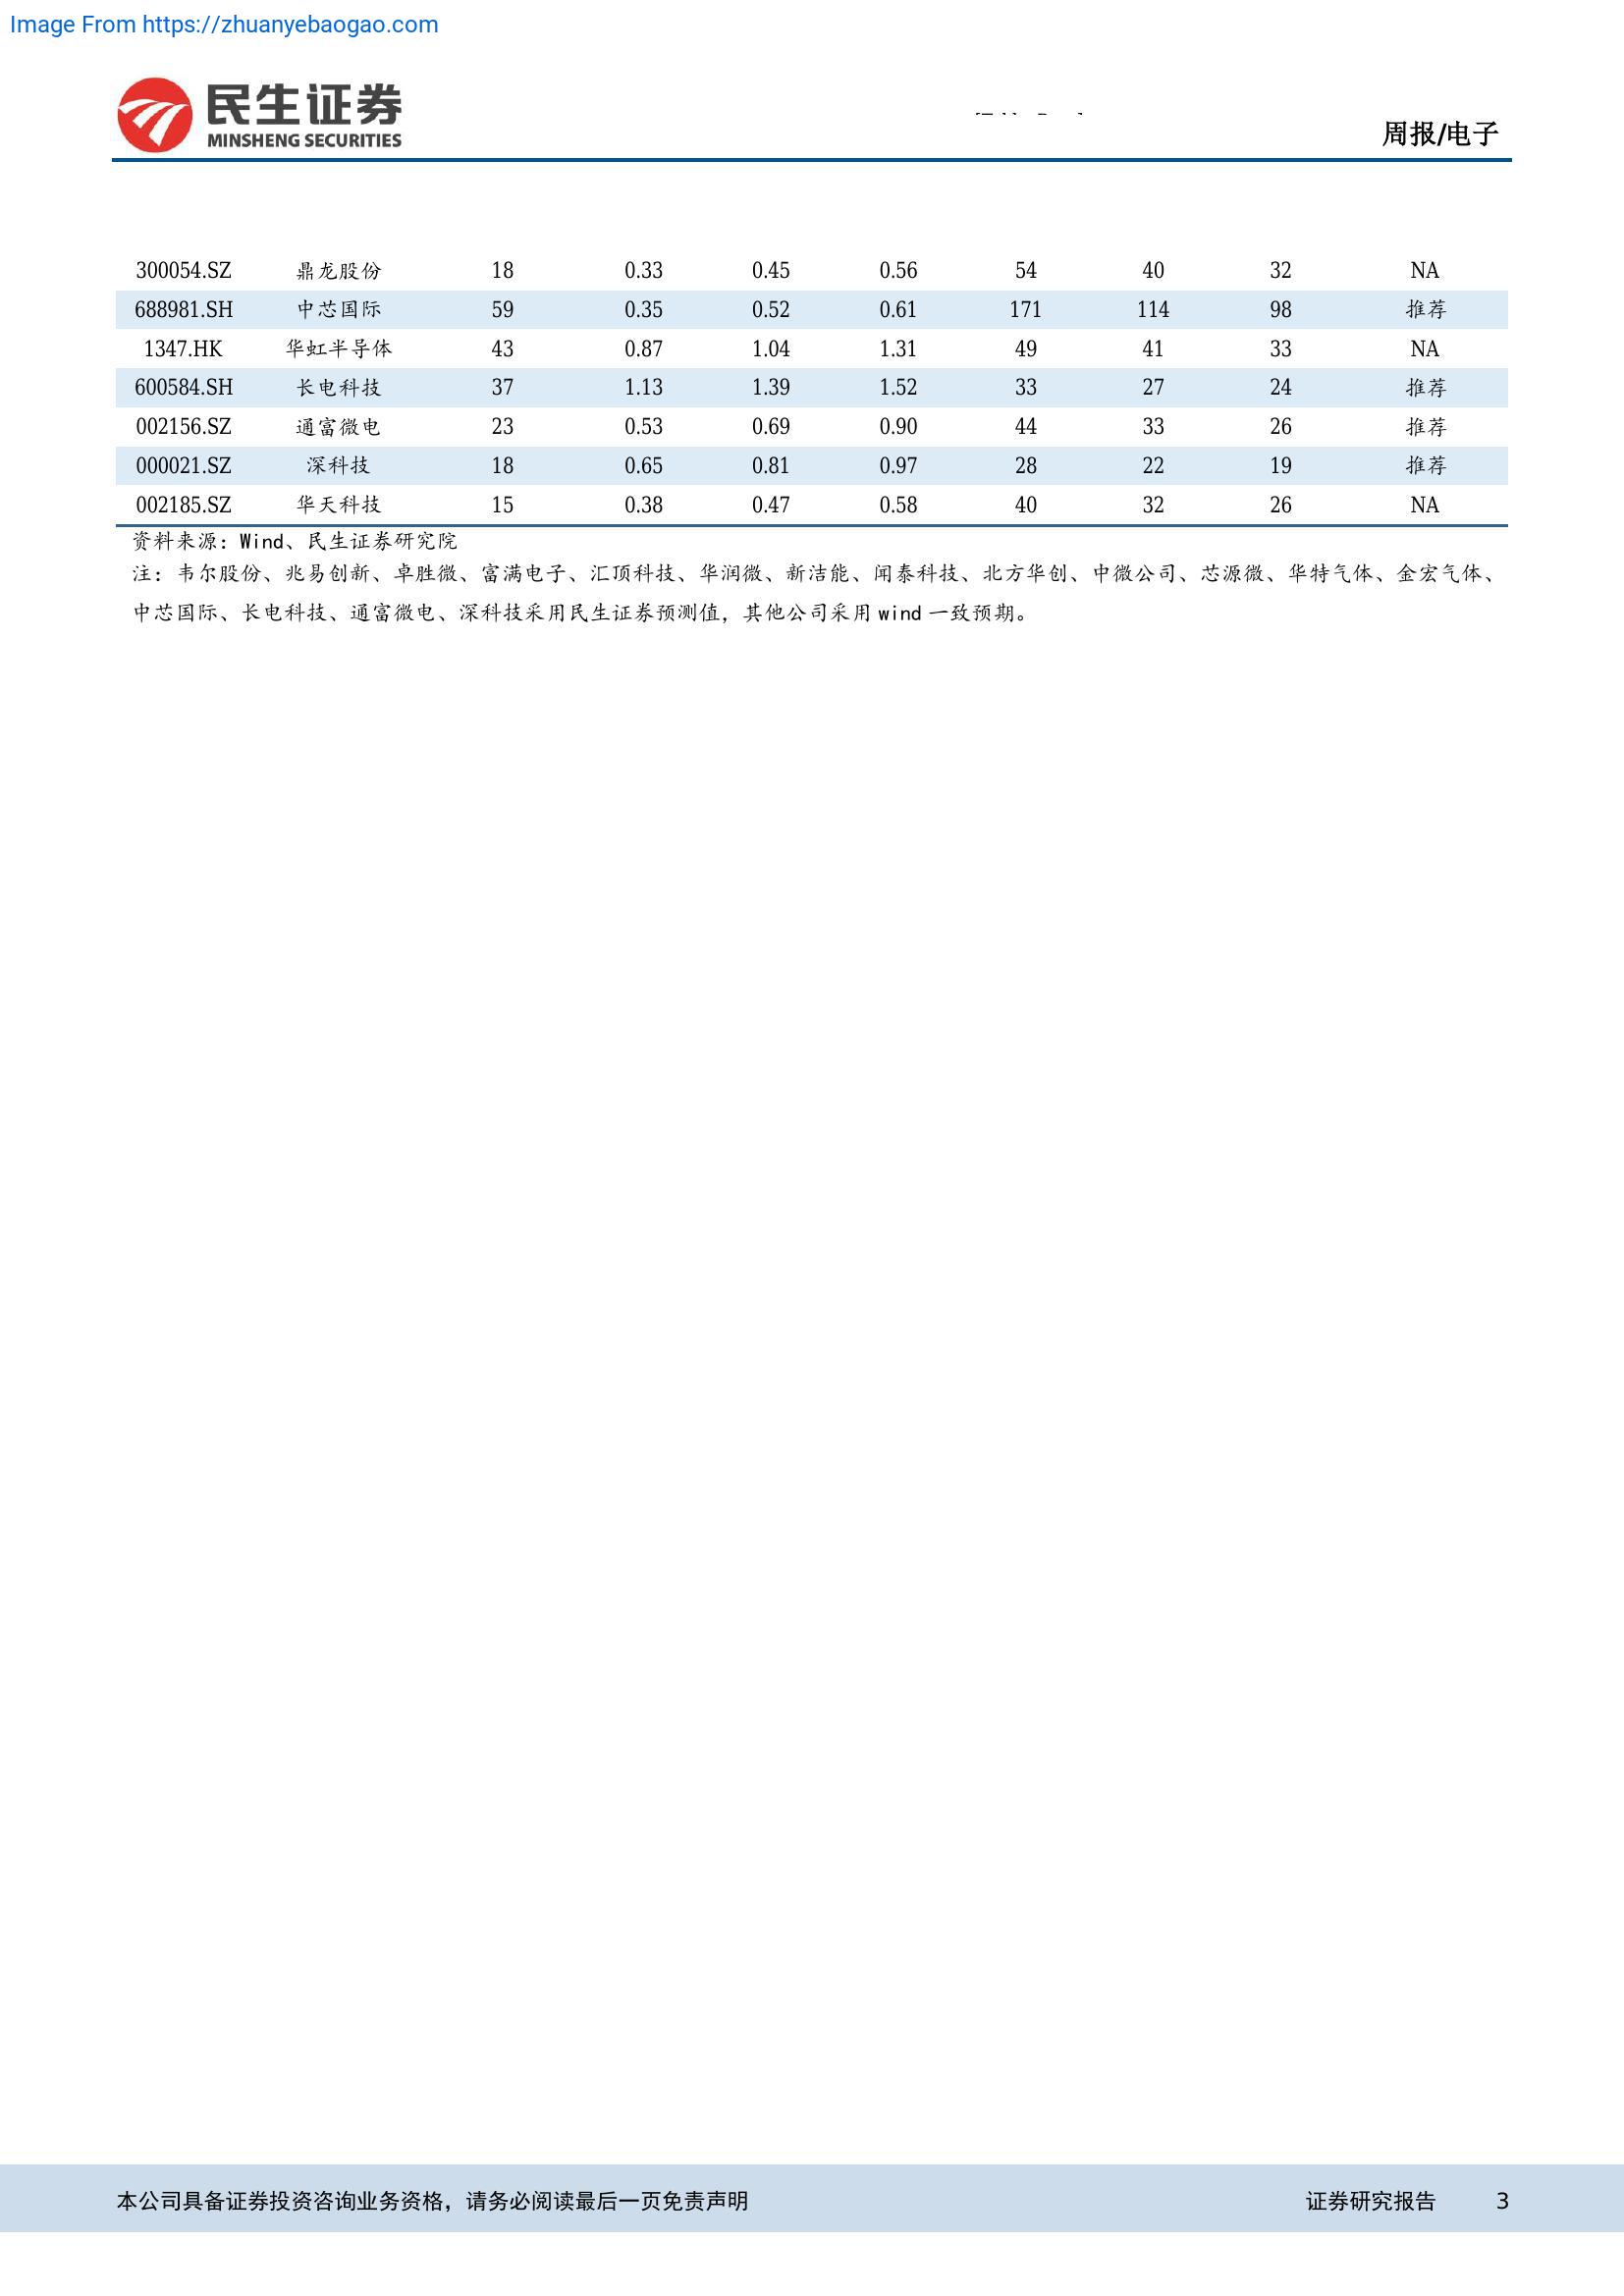 Image From https://zhuanyebaogao.com
民生证券
MINSHENG SECURITIES
周报/电子
300054.SZ 鼎龙股份 18 0.33 0.45 0.56 54 40 32 NA
688981.SH 中芯国际 59 0.35 0.52 0.61 171 114 98 推荐
1347.HK 华虹半导体 43 0.87 1.04 1.31 49 41 33 NA
600584.SH 长电科技 37 1.13 1.39 1.52 33 27 24 推荐
002156.SZ 通富微电 23 0.53 0.69 0.90 44 33 26 推荐
000021.SZ 深科技 18 0.65 0.81 0.97 28 22 19 推荐
002185.SZ 华天科技 15 0.38 0.47 0.58 40 32 26 NA
资料来源：Wind、民生证券研究院
注：韦尔股份、兆易创新、卓胜微、富满电子、汇顶科技、华润微、新洁能、闻泰科技、北方华创、中微公司、芯源微、华特气体、金宏气体、
中芯国际、长电科技、通富微电、深科技采用民生证券预测值，其他公司采用 wind 一致预期。
本公司具备证券投资咨询业务资格，请务必阅读最后一页免责声明 证券研究报告 3